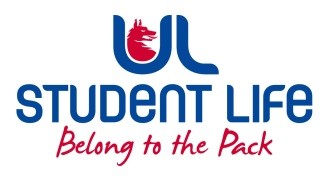 UL
STUDENT LIFE
Belong to the Pack